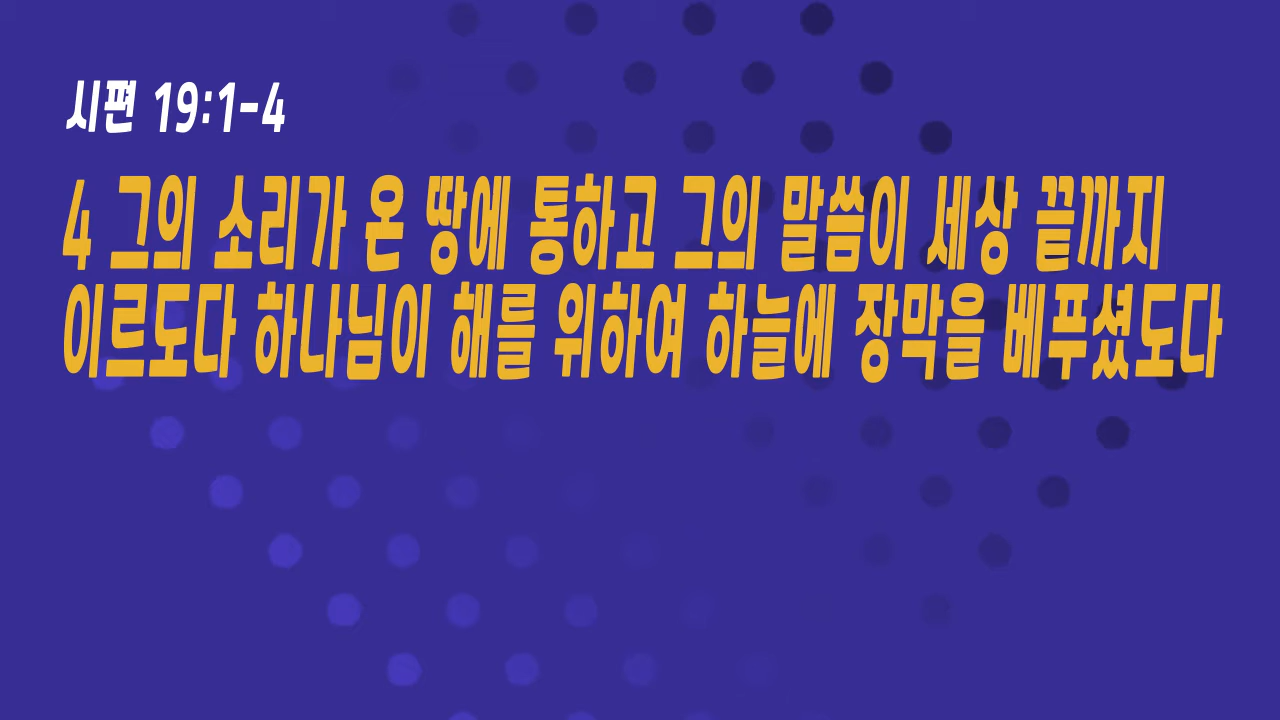 시편 19:1-4
4 그의 소리가 온 땅에 통하고 그의 말씀이 세상 끝까지
이르도다 하나님이 해를 위하여 하늘에 장막을 베푸셨도다